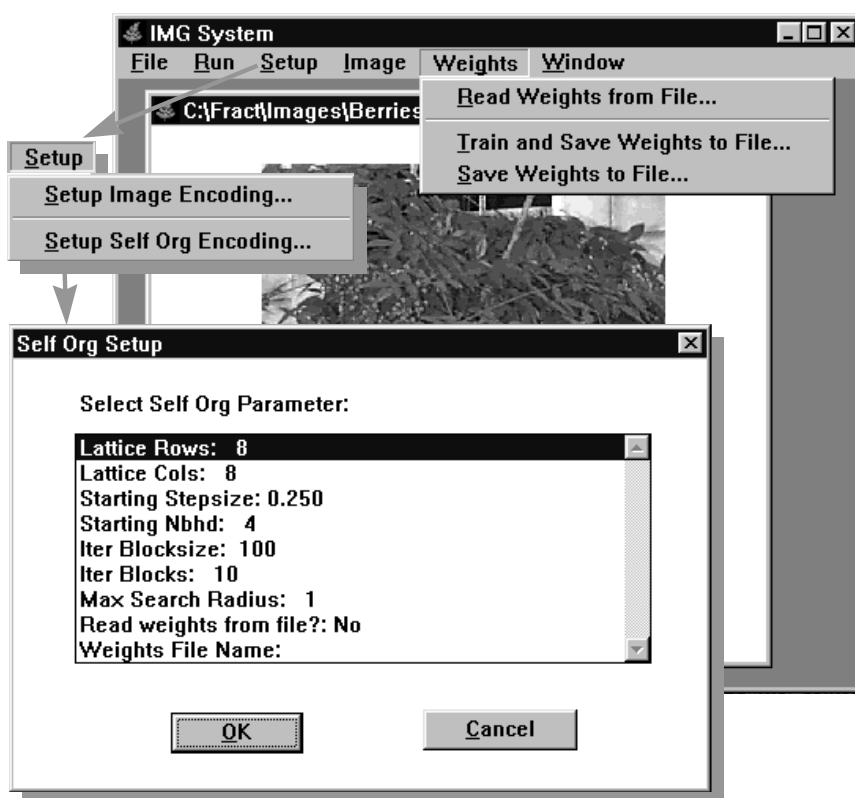 IMG System
File Run Setup Image Weights Window
Read Weights from File...
Train and Save Weights to File...
Save Weights to File...
C:\Fract\Images\Berries
Setup
Setup Image Encoding...
Setup Self Org Encoding...
Self Org Setup
Select Self Org Parameter:
Lattice Rows: 8
Lattice Cols: 8
Starting Stepsize: 0.250
Starting Nbhd: 4
Iter Blocksize: 100
Iter Blocks: 10
Max Search Radius: 1
Read weights from file?: No
Weights File Name:
OK Cancel